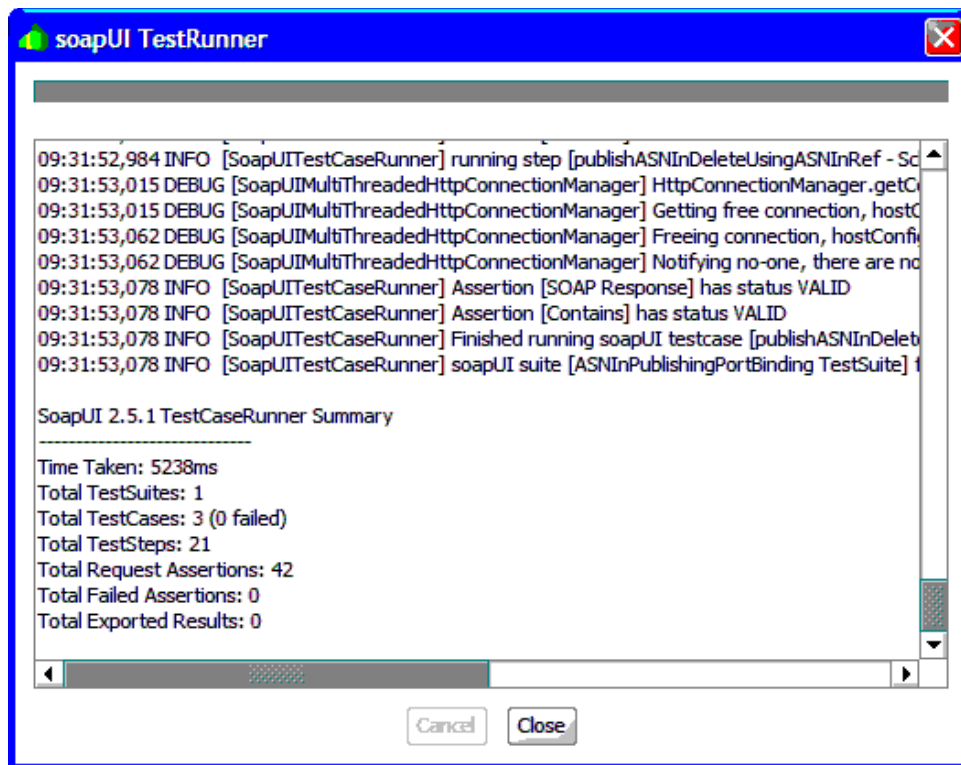 soapUI TestRunner
09:31:52,984 INFO [SoapUITestCaseRunner] running step [publishASNInDeleteUsingASNInRef - Sc
09:31:53,015 DEBUG [SoapUIMultiThreadedHttpConnectionManager] HttpConnectionManager.getC
09:31:53,015 DEBUG [SoapUIMultiThreadedHttpConnectionManager] Getting free connection, hostC
09:31:53,062 DEBUG [SoapUIMultiThreadedHttpConnectionManager] Freeing connection, hostConfi
09:31:53,062 DEBUG [SoapUIMultiThreadedHttpConnectionManager] Notifying no-one, there are no
09:31:53,078 INFO [SoapUITestCaseRunner] Assertion [SOAP Response] has status VALID
09:31:53,078 INFO [SoapUITestCaseRunner] Assertion [Contains] has status VALID
09:31:53,078 INFO [SoapUITestCaseRunner] Finished running soapUI testcase [publishASNInDelet
09:31:53,078 INFO [SoapUITestCaseRunner] soapUI suite [ASNInPublishingPortBinding TestSuite] f
SoapUI 2.5.1 TestCaseRunner Summary
-----------------------------
Time Taken: 5238ms
Total TestSuites: 1
Total TestCases: 3 (0 failed)
Total TestSteps: 21
Total Request Assertions: 42
Total Failed Assertions: 0
Total Exported Results: 0
Cancel Close